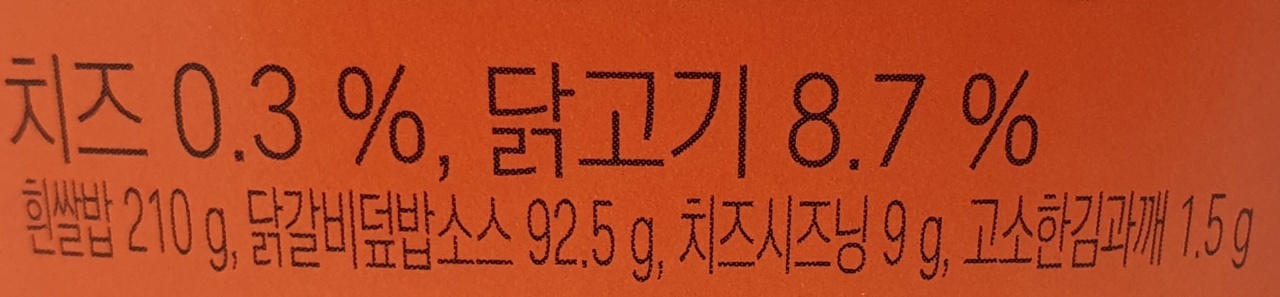 치즈 0.3 %, 닭고기 8.7 %
흰쌀밥 210 g, 닭갈비덮밥소스 92.5 g, 치즈시즈닝 9 g, 고소한김과깨 1.5 g